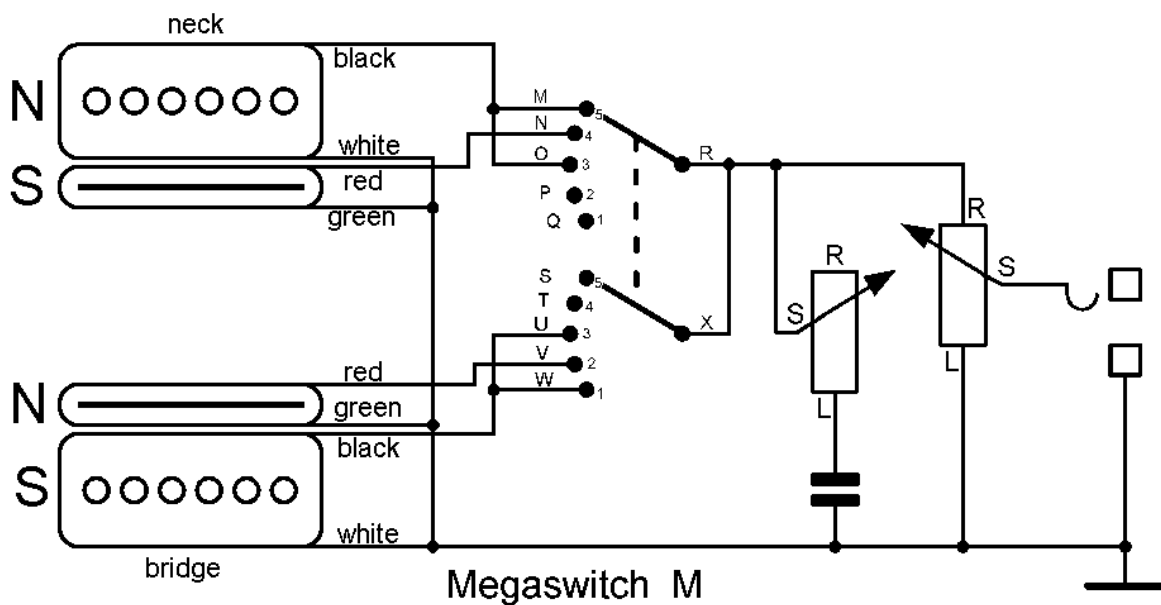 neck
black
N
M
5
N
4
white
O
3
R
S
red
P
2
R
green
Q
1
R
S
S
5
S
T
4
U
3
X
V
2
red
L
N
W
1
green
L
black
S
white
bridge
Megaswitch M